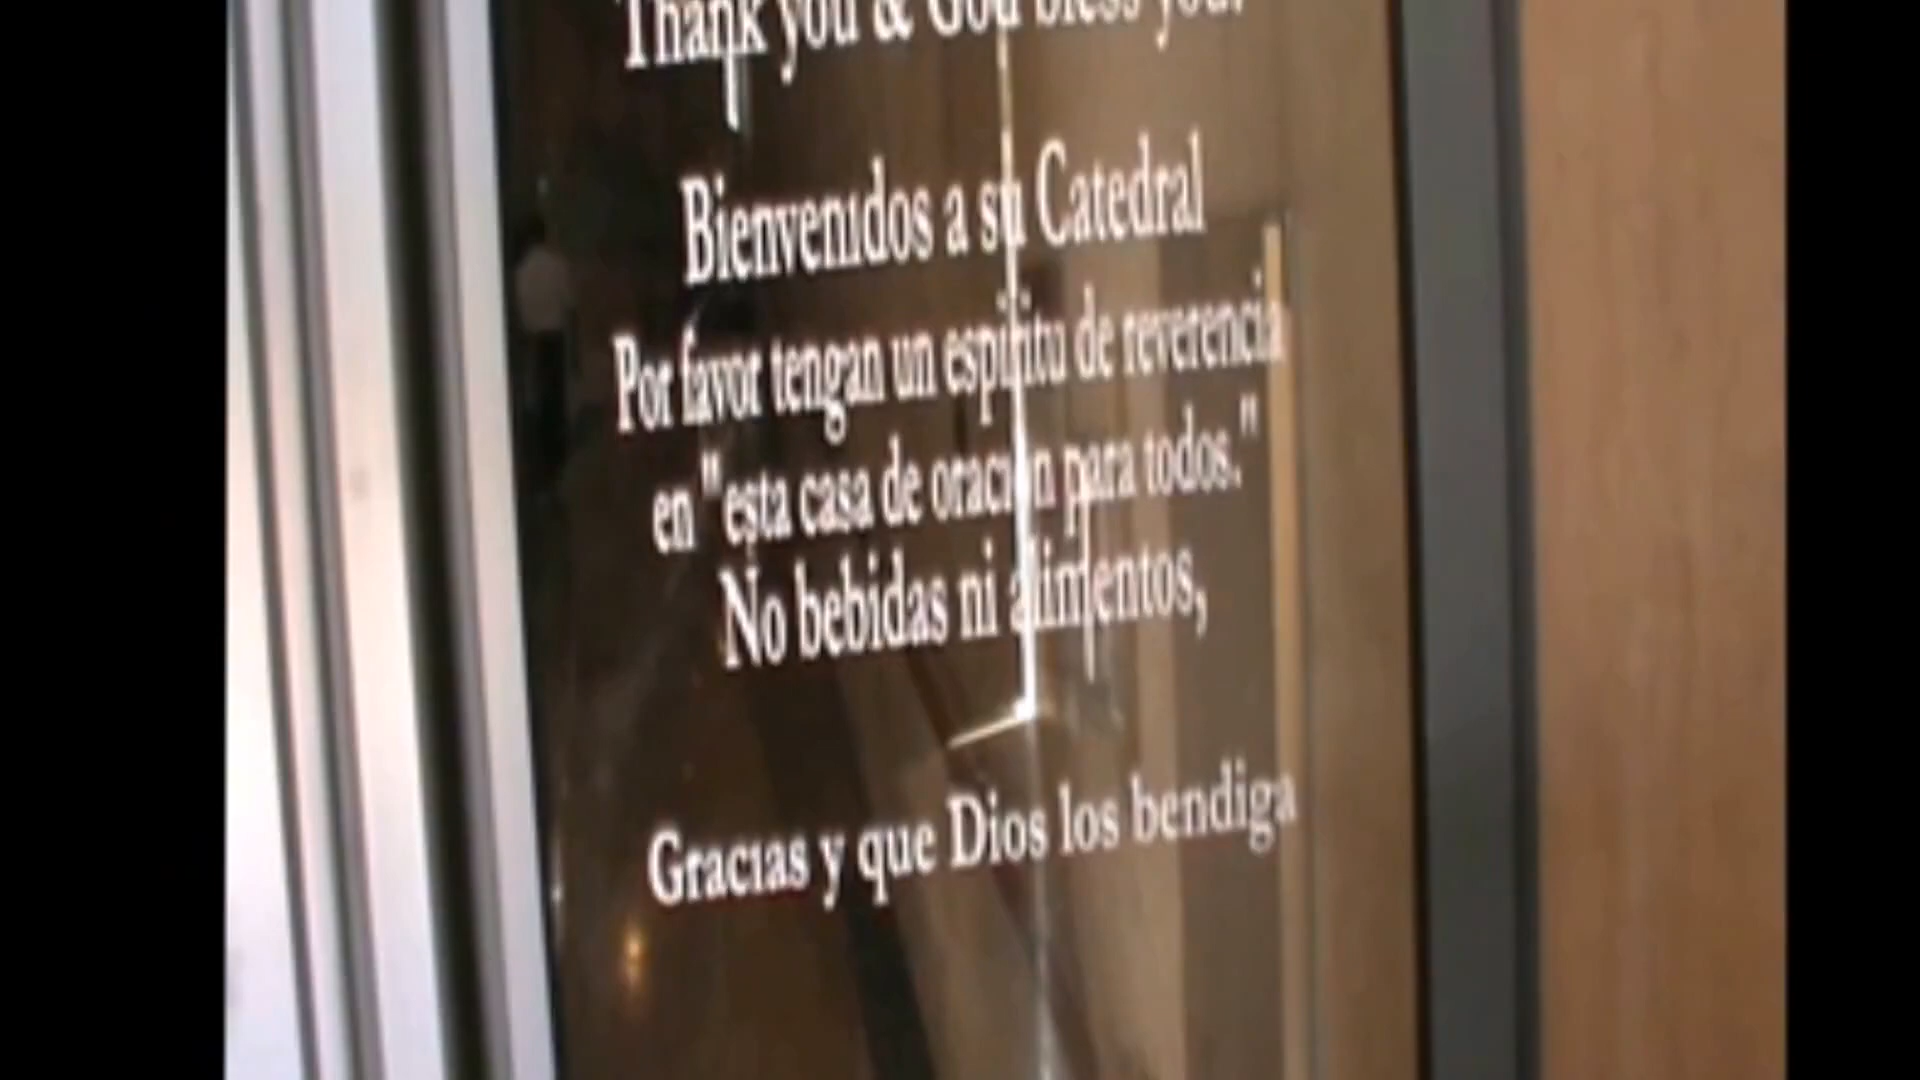 Thank you & God bless you.
Bienvenidos a su Catedral
Por favor tengan un espíritu de reverencia
en "esta casa de oración para todos."
No bebidas ni alimentos,
Gracias y que Dios los bendiga